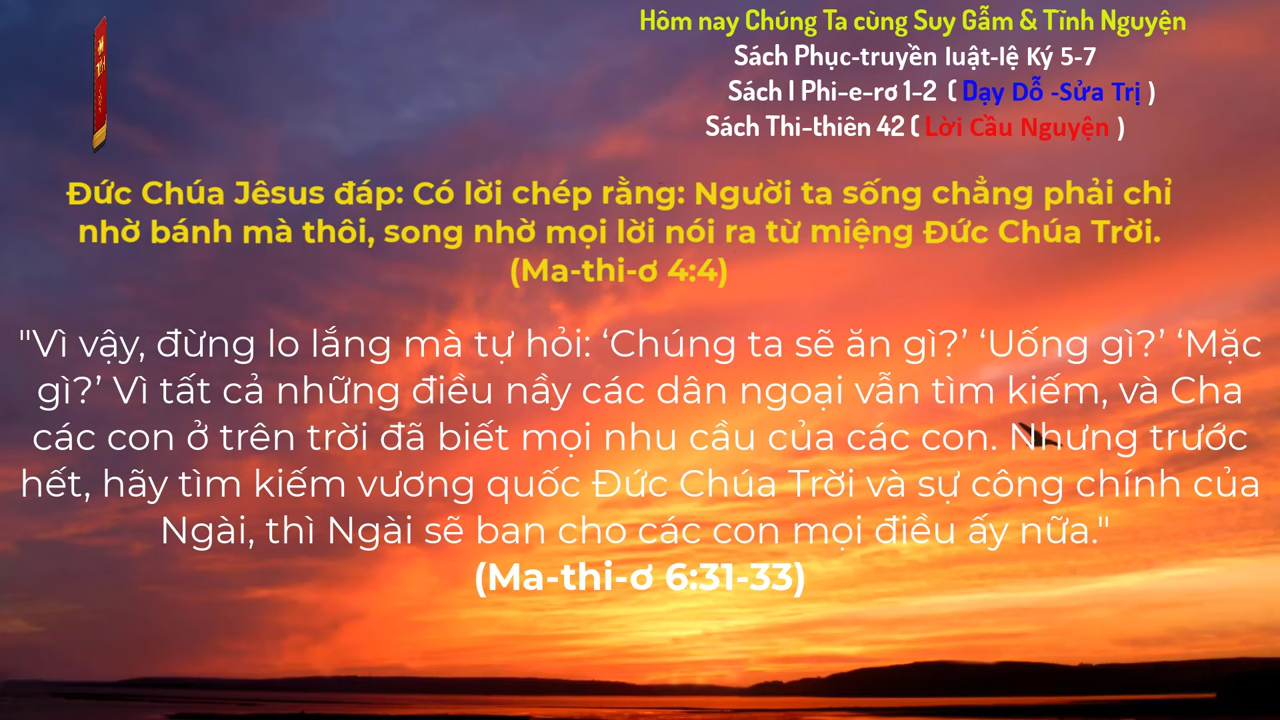 Hôm nay Chúng Ta cùng Suy Gẫm & Tĩnh Nguyện
Sách Phục-truyền luật-lệ Ký 5-7
Sách I Phi-e-rơ 1-2 ( Dạy Dỗ -Sửa Trị )
Sách Thi-thiên 42 ( Lời Cầu Nguyện )
Đức Chúa Jêsus đáp: Có lời chép rằng: Người ta sống chẳng phải chỉ
nhờ bánh mà thôi, song nhờ mọi lời nói ra từ miệng Đức Chúa Trời.
(Ma-thi-ơ 4:4)
"Vì vậy, đừng lo lắng mà tự hỏi: ‘Chúng ta sẽ ăn gì?’ ‘Uống gì?’ ‘Mặc
gì?’ Vì tất cả những điều nầy các dân ngoại vẫn tìm kiếm, và Cha
các con ở trên trời đã biết mọi nhu cầu của các con. Nhưng trước
hết, hãy tìm kiếm vương quốc Đức Chúa Trời và sự công chính của
Ngài, thì Ngài sẽ ban cho các con mọi điều ấy nữa."
(Ma-thi-ơ 6:31-33)